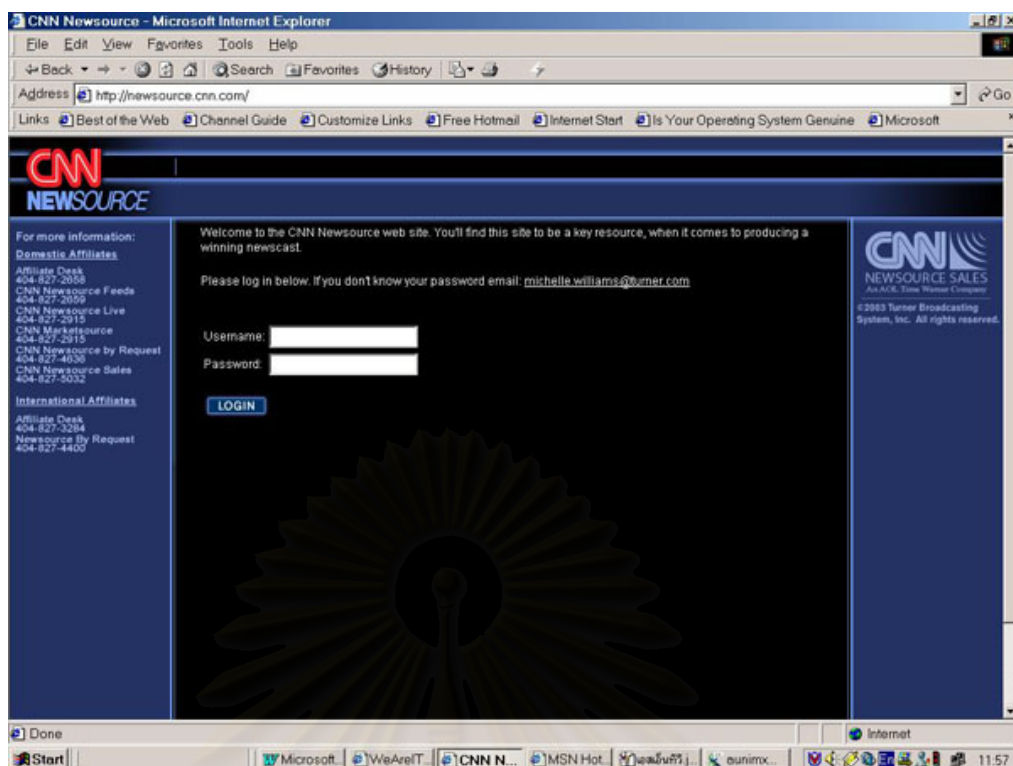 CNN Newsource - Microsoft Internet Explorer
File Edit View Favorites Tools Help
Back Search Favorites History
Address http://newsource.cnn.com/ Go
Links Best of the Web Channel Guide Customize Links Free Hotmail Internet Start Is Your Operating System Genuine Microsoft
CNN
NEWSOURCE
For more information:
Domestic Affiliates
Affiliate Desk
404-827-2658
CNN Newsource Feeds
404-827-2659
CNN Newsource Live
404-827-2915
CNN Marketsource
404-827-2915
CNN Newsource by Request
404-827-4636
CNN Newsource Sales
404-827-5032
International Affiliates
Affiliate Desk
404-827-3284
Newsource By Request
404-827-4400
Welcome to the CNN Newsource web site. You'll find this site to be a key resource, when it comes to producing a
winning newscast.
Please log in below. If you don't know your password email: michelle.williams@turner.com
Username:
Password:
LOGIN
CNN
NEWSOURCE SALES
An AOL Time Warner Company
©2003 Turner Broadcasting
System, Inc. All rights reserved.
Done Internet
Start Microsoft... WeAreIT... CNN N... MSN Hot... eunimx... En 11:57